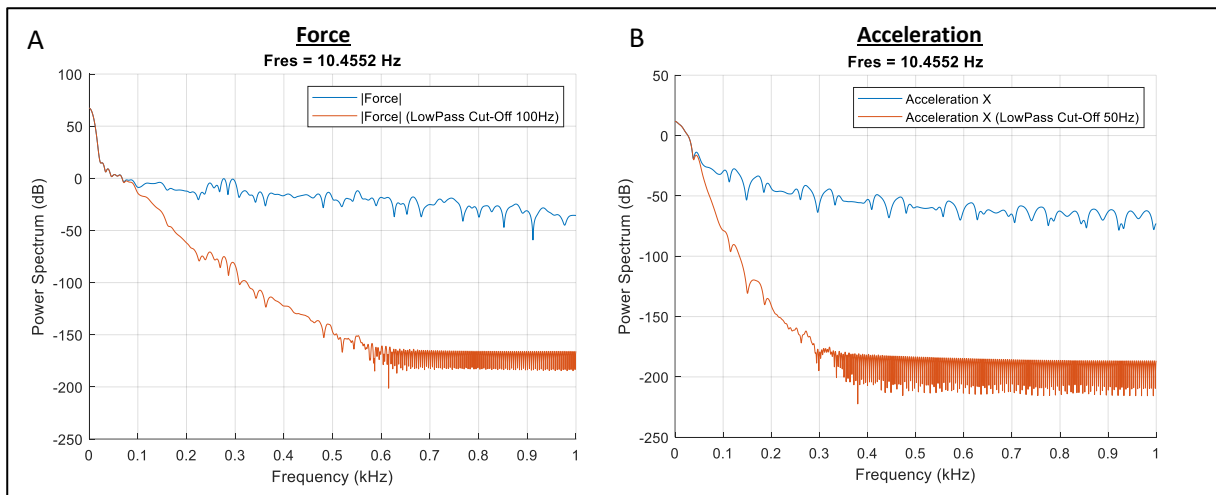 A
Force
Fres = 10.4552 Hz
|Force|
|Force| (LowPass Cut-Off 100Hz)
Power Spectrum (dB)
100
50
0
-50
-100
-150
-200
-250
0 0.1 0.2 0.3 0.4 0.5 0.6 0.7 0.8 0.9 1
Frequency (kHz)
B
Acceleration
Fres = 10.4552 Hz
Acceleration X
Acceleration X (LowPass Cut-Off 50Hz)
Power Spectrum (dB)
50
0
-50
-100
-150
-200
-250
0 0.1 0.2 0.3 0.4 0.5 0.6 0.7 0.8 0.9 1
Frequency (kHz)